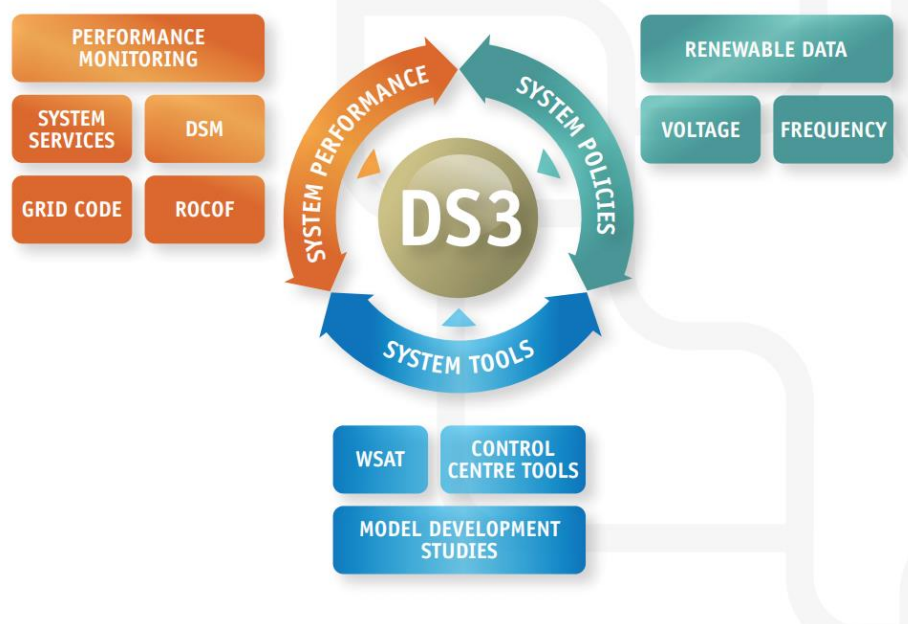 PERFORMANCE
MONITORING
SYSTEM
SERVICES
DSM
GRID CODE
ROCOF
SYSTEM PERFORMANCE
SYSTEM POLICIES
DS3
SYSTEM TOOLS
RENEWABLE DATA
VOLTAGE
FREQUENCY
WSAT
CONTROL
CENTRE TOOLS
MODEL DEVELOPMENT
STUDIES